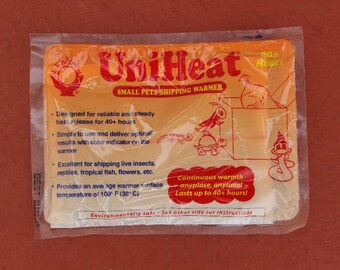 UniHeat
40+
Hours
SMALL PETS SHIPPING WARMER
• Designed for reliable and steady
heat release for 40+ hours
• Simple to use and deliver optimal
results with color indicator on the
warmer
• Excellent for shipping live insects,
reptiles, tropical fish, flowers, etc.
• Provides an average warmer surface
temperature of 100°F (38°C)
Continuous warmth
anyplace, anytime!
Lasts up to 40+ hours!
Environmentally safe - See other side for instructions
BEST